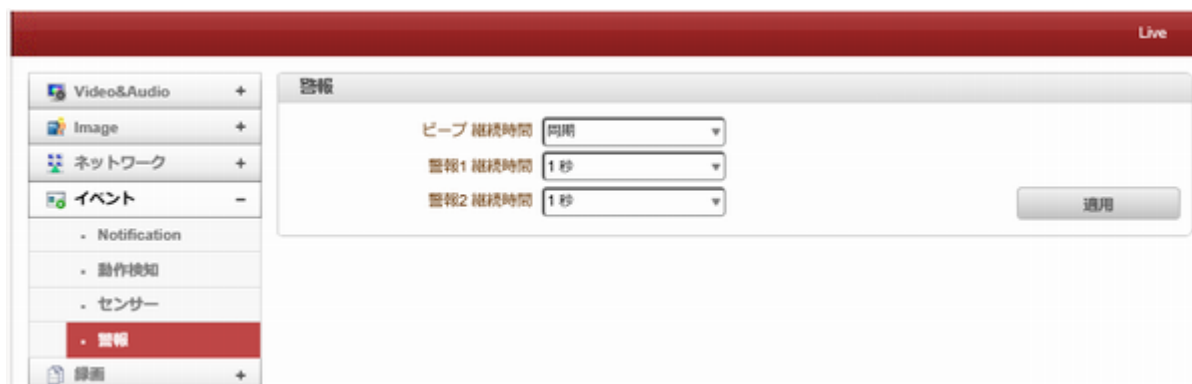 Live
Video&Audio +
Image +
ネットワーク +
イベント -
- Notification
- 動作検知
- センサー
- 警報
録画 +
警報
ビープ 継続時間 同期
警報1 継続時間 1 秒
警報2 継続時間 1 秒
適用